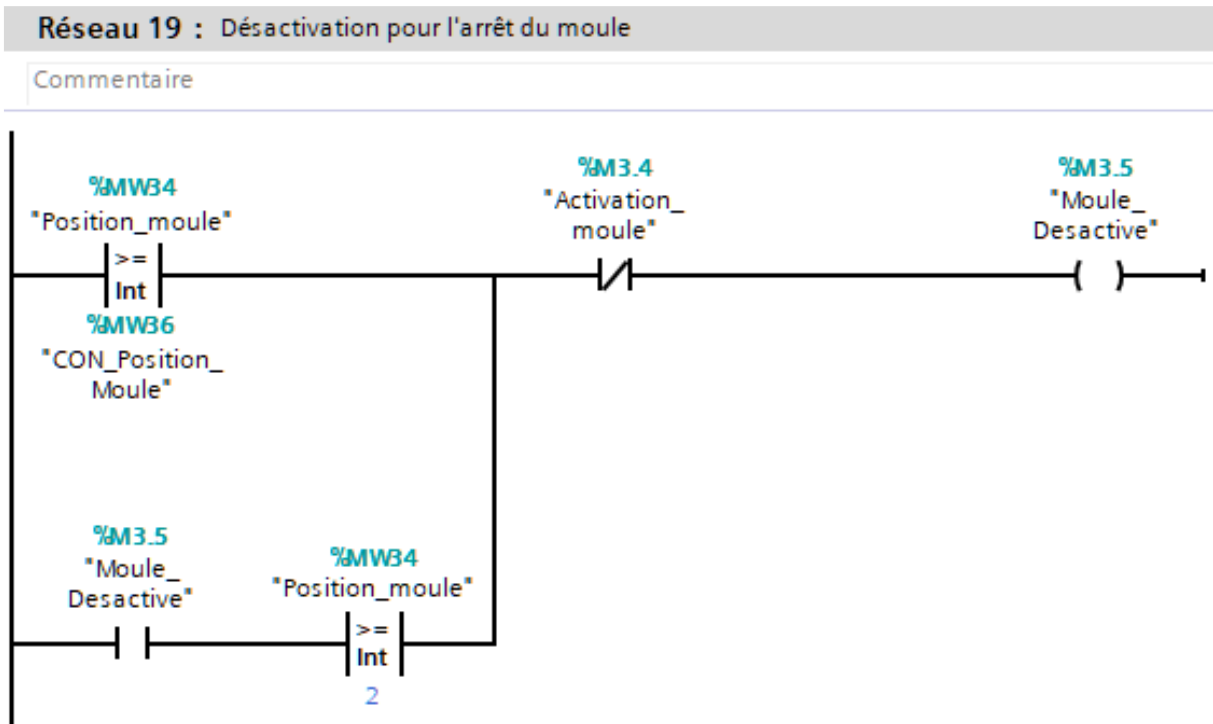 Réseau 19 : Désactivation pour l'arrêt du moule
Commentaire
%MW34
"Position_moule"
>=
Int
%MW36
"CON_Position_
Moule"
%M3.4
"Activation_
moule"
%M3.5
"Moule_
Desactive"
%M3.5
"Moule_
Desactive"
%MW34
"Position_moule"
>=
Int
2